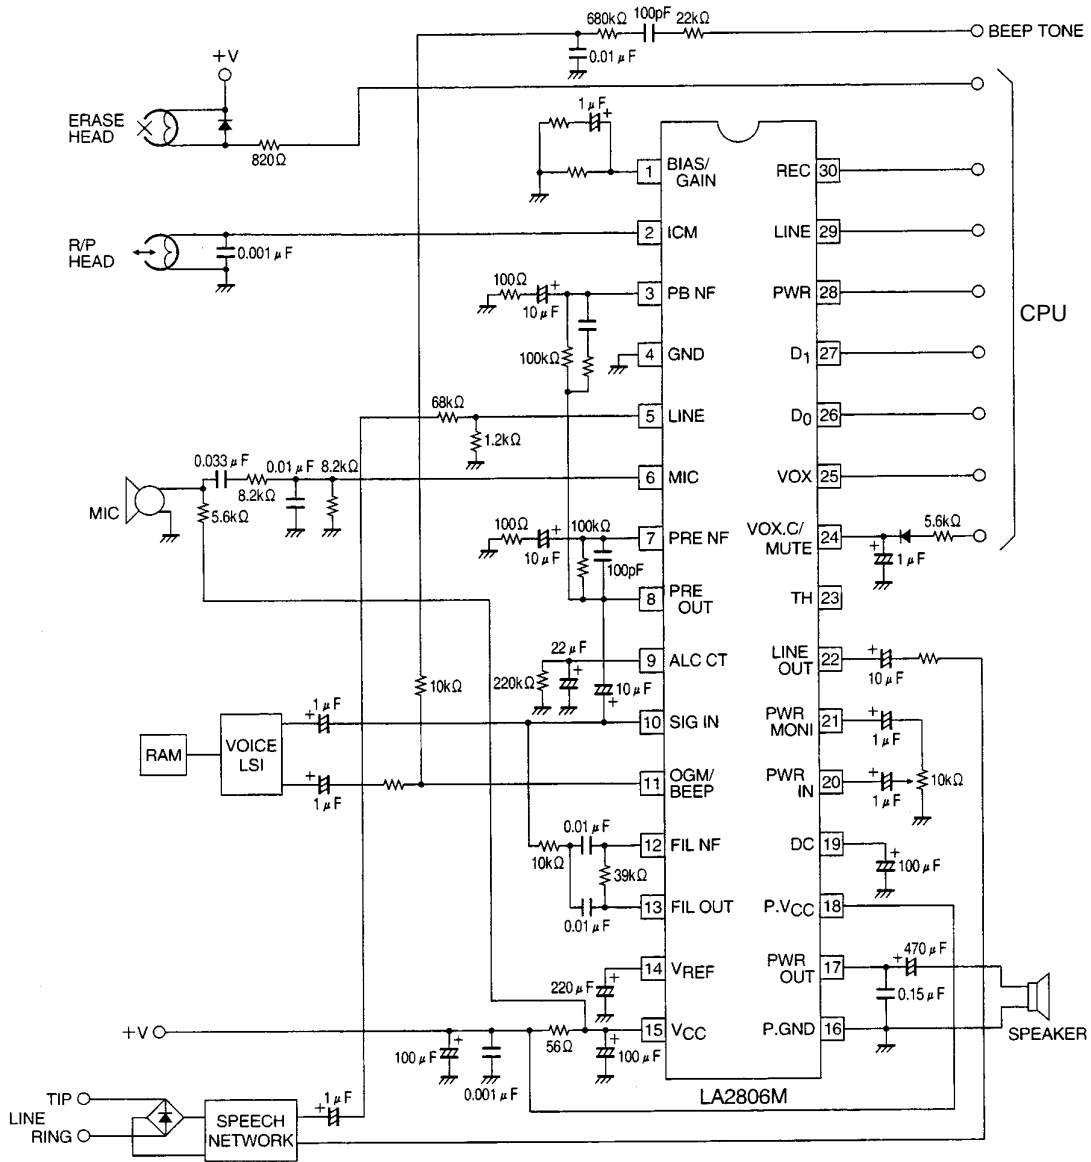 680kΩ 100pF 22kΩ
BEEP TONE
0.01 μF
+V
ERASE
HEAD
820Ω
1 μF
+
1
BIAS/
GAIN
REC
30
R/P
HEAD
0.001 μF
2
ICM
LINE
29
100Ω
+
10 μF
3
PB NF
PWR
28
CPU
100kΩ
4
GND
D1
27
68kΩ
5
LINE
D0
26
1.2kΩ
0.033 μF
0.01 μF
8.2kΩ
8.2kΩ
6
MIC
VOX
25
MIC
5.6kΩ
100Ω
+
10 μF
100kΩ
100pF
7
PRE NF
VOX.C/
MUTE
24
5.6kΩ
+
1 μF
8
PRE
OUT
TH
23
22 μF
+
220kΩ
9
ALC CT
LINE
OUT
22
+
10 μF
10kΩ
10 μF
+
1 μF
+
10
SIG IN
PWR
MONI
21
+
1 μF
RAM
VOICE
LSI
+
1 μF
11
OGM/
BEEP
PWR
IN
20
+
1 μF
10kΩ
0.01 μF
10kΩ
12
FIL NF
DC
19
+
100 μF
39kΩ
0.01 μF
13
FIL OUT
P.VCC
18
14
VREF
220 μF
+
PWR
OUT
17
470 μF
+
0.15 μF
+V
15
VCC
P.GND
16
SPEAKER
100 μF
+
0.001 μF
56Ω
+
100 μF
LA2806M
TIP
LINE
RING
SPEECH
NETWORK
1 μF
+